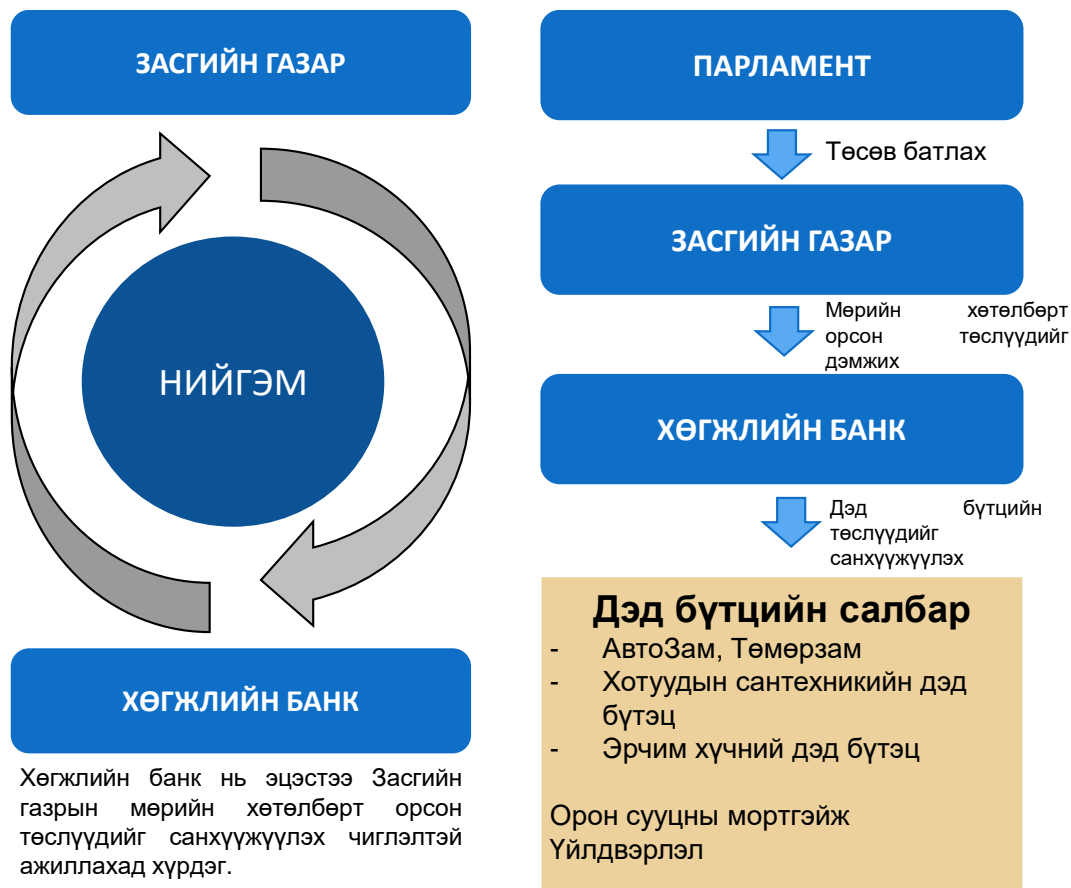 ЗАСГИЙН ГАЗАР
НИЙГЭМ
ХӨГЖЛИЙН БАНК
Хөгжлийн банк нь эцэстээ Засгийн
газрын мөрийн хөтөлбөрт орсон
төслүүдийг санхүүжүүлэх чиглэлтэй
ажиллахад хүрдэг.
ПАРЛАМЕНТ
Төсөв батлах
ЗАСГИЙН ГАЗАР
Мөрийн хөтөлбөрт
орсон төслүүдийг
дэмжих
ХӨГЖЛИЙН БАНК
Дэд бүтцийн
төслүүдийг
санхүүжүүлэх
Дэд бүтцийн салбар
- АвтоЗам, Төмөрзам
- Хотуудын сантехникийн дэд
бүтэц
- Эрчим хүчний дэд бүтэц
Орон сууцны мортгэйж
Үйлдвэрлэл